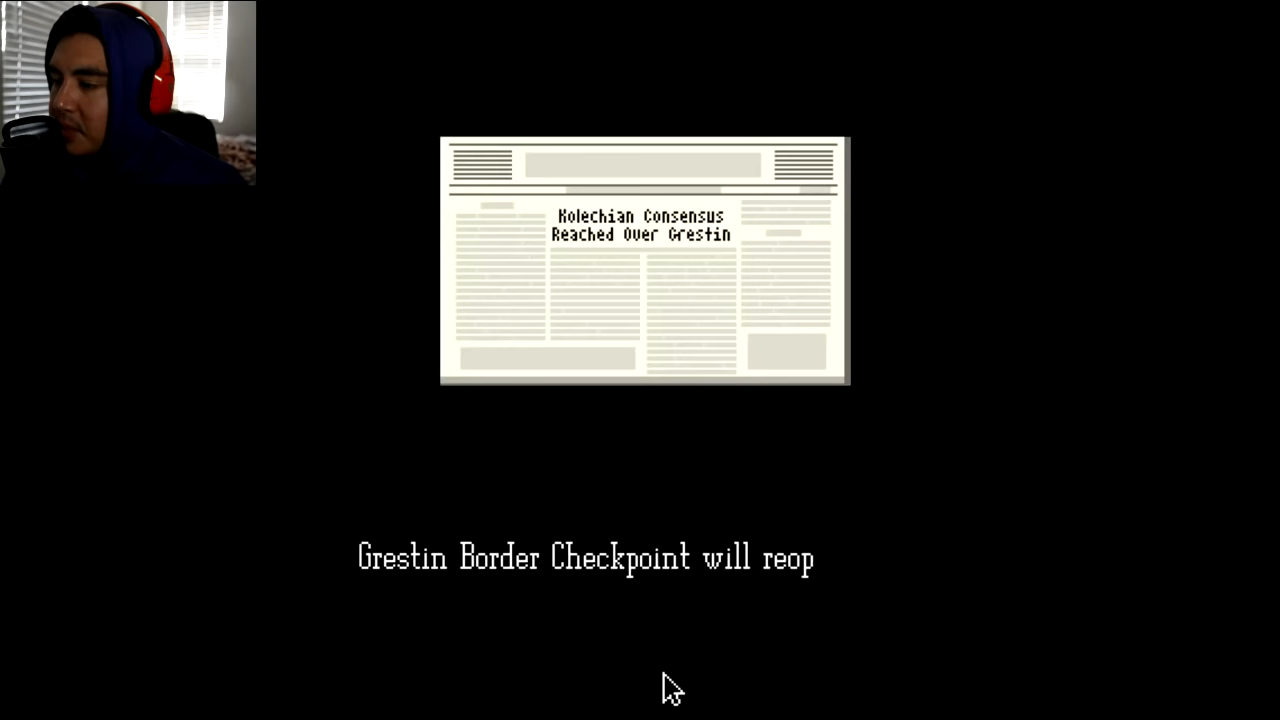 Kolechian Consensus
Reached Over Grestin
Grestin Border Checkpoint will reop